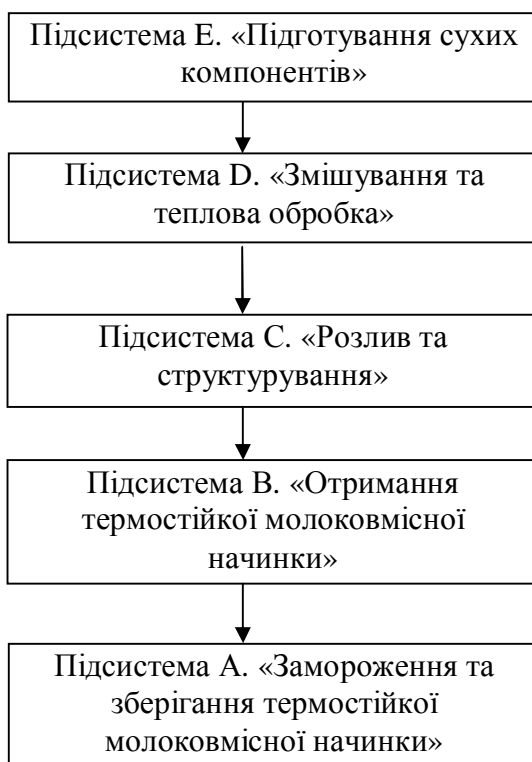 Підсистема Е. «Підготування сухих
компонентів»
Підсистема D. «Змішування та
теплова обробка»
Підсистема С. «Розлив та
структурування»
Підсистема В. «Отримання
термостійкої молоковмісної
начинки»
Підсистема А. «Замороження та
зберігання термостійкої
молоковмісної начинки»